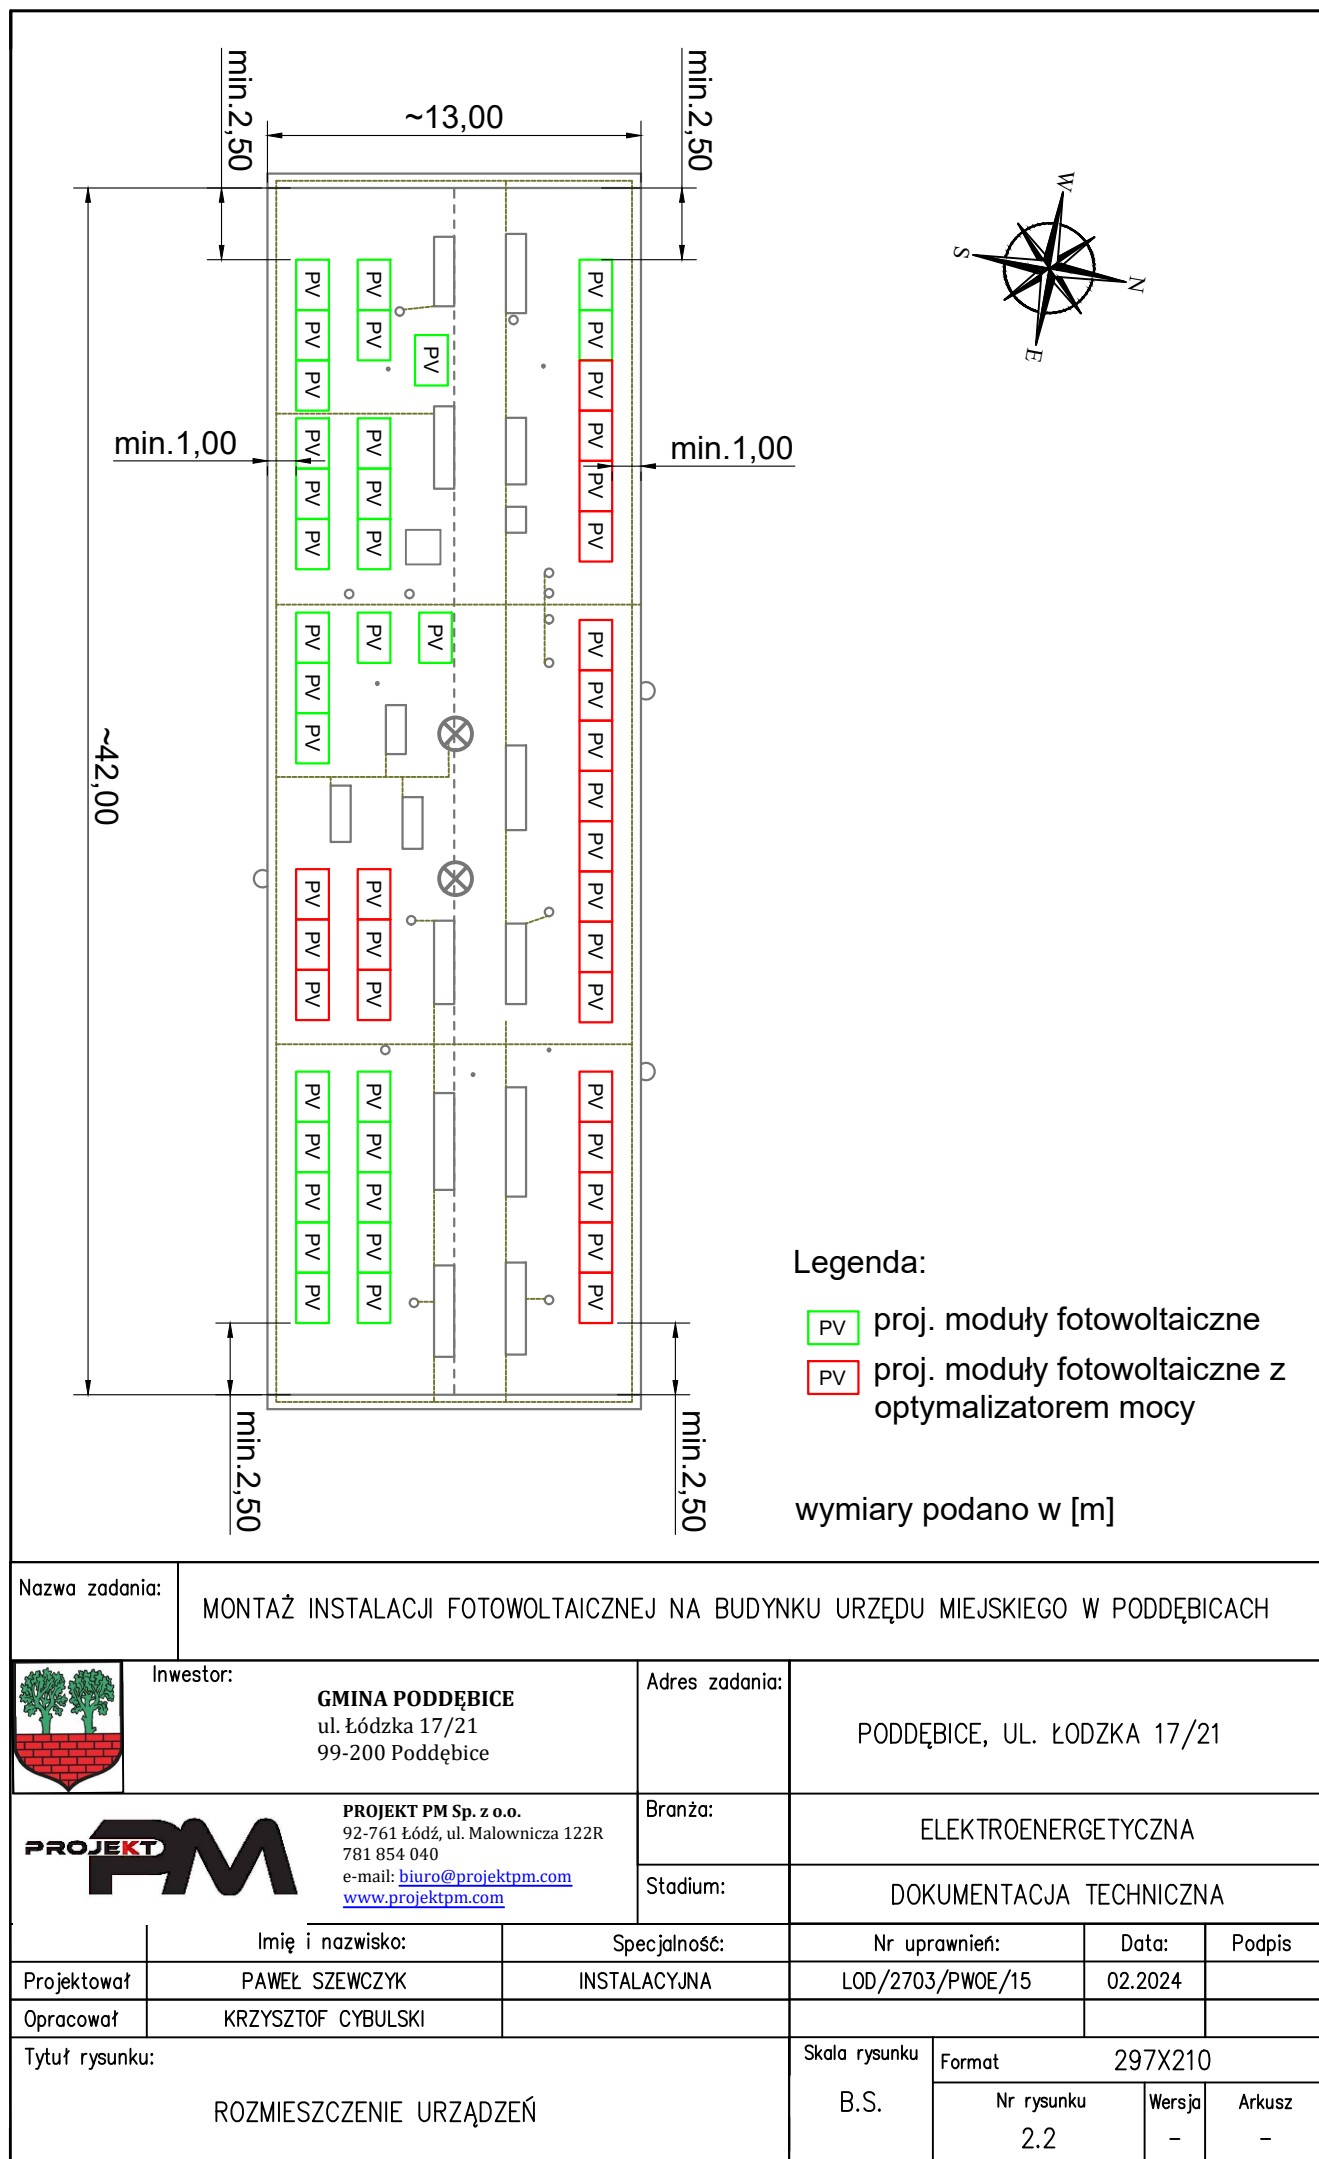 min.2,50
min.2,50
~13,00
W
S
N
E
PV PV PV
PV PV PV
PV
PV PV
PV PV PV
min.1,00
min.1,00
PV PV PV
PV PV PV
PV PV PV PV
PV PV
PV PV
PV
~42,00
PV
PV
PV PV PV
PV PV PV
PV PV PV
PV PV PV
PV PV PV
PV PV PV
PV PV PV
PV PV PV
Legenda:
PV proj. moduły fotowoltaiczne
PV proj. moduły fotowoltaiczne z
optymalizatorem mocy
min.2,50
min.2,50
wymiary podano w [m]
Nazwa zadania:
MONTAŻ INSTALACJI FOTOWOLTAICZNEJ NA BUDYNKU URZĘDU MIEJSKIEGO W PODDĘBICACH
Inwestor:
GMINA PODDĘBICE
ul. Łódzka 17/21
99-200 Poddębice
Adres zadania:
PODDĘBICE, UL. ŁODZKA 17/21
PROJEKT PM
PROJEKT PM Sp. z o.o.
92-761 Łódź, ul. Malownicza 122R
781 854 040
e-mail: biuro@projektpm.com
www.projektpm.com
Branża:
ELEKTROENERGETYCZNA
Stadium:
DOKUMENTACJA TECHNICZNA
Imię i nazwisko: Specjalność: Nr uprawnień: Data: Podpis
Projektował PAWEŁ SZEWCZYK INSTALACYJNA LOD/2703/PWOE/15 02.2024
Opracował KRZYSZTOF CYBULSKI
Tytuł rysunku:
ROZMIESZCZENIE URZĄDZEŃ
Skala rysunku
B.S.
Format 297X210
Nr rysunku Wersja Arkusz
2.2 - -